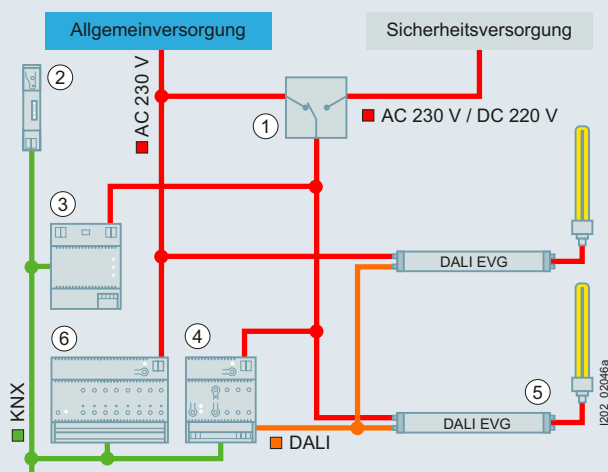 Allgemeinversorgung
Sicherheitsversorgung
2
AC 230 V
1
AC 230 V / DC 220 V
3
DALI EVG
6
4
5
KNX
DALI
DALI EVG
I202_02046a